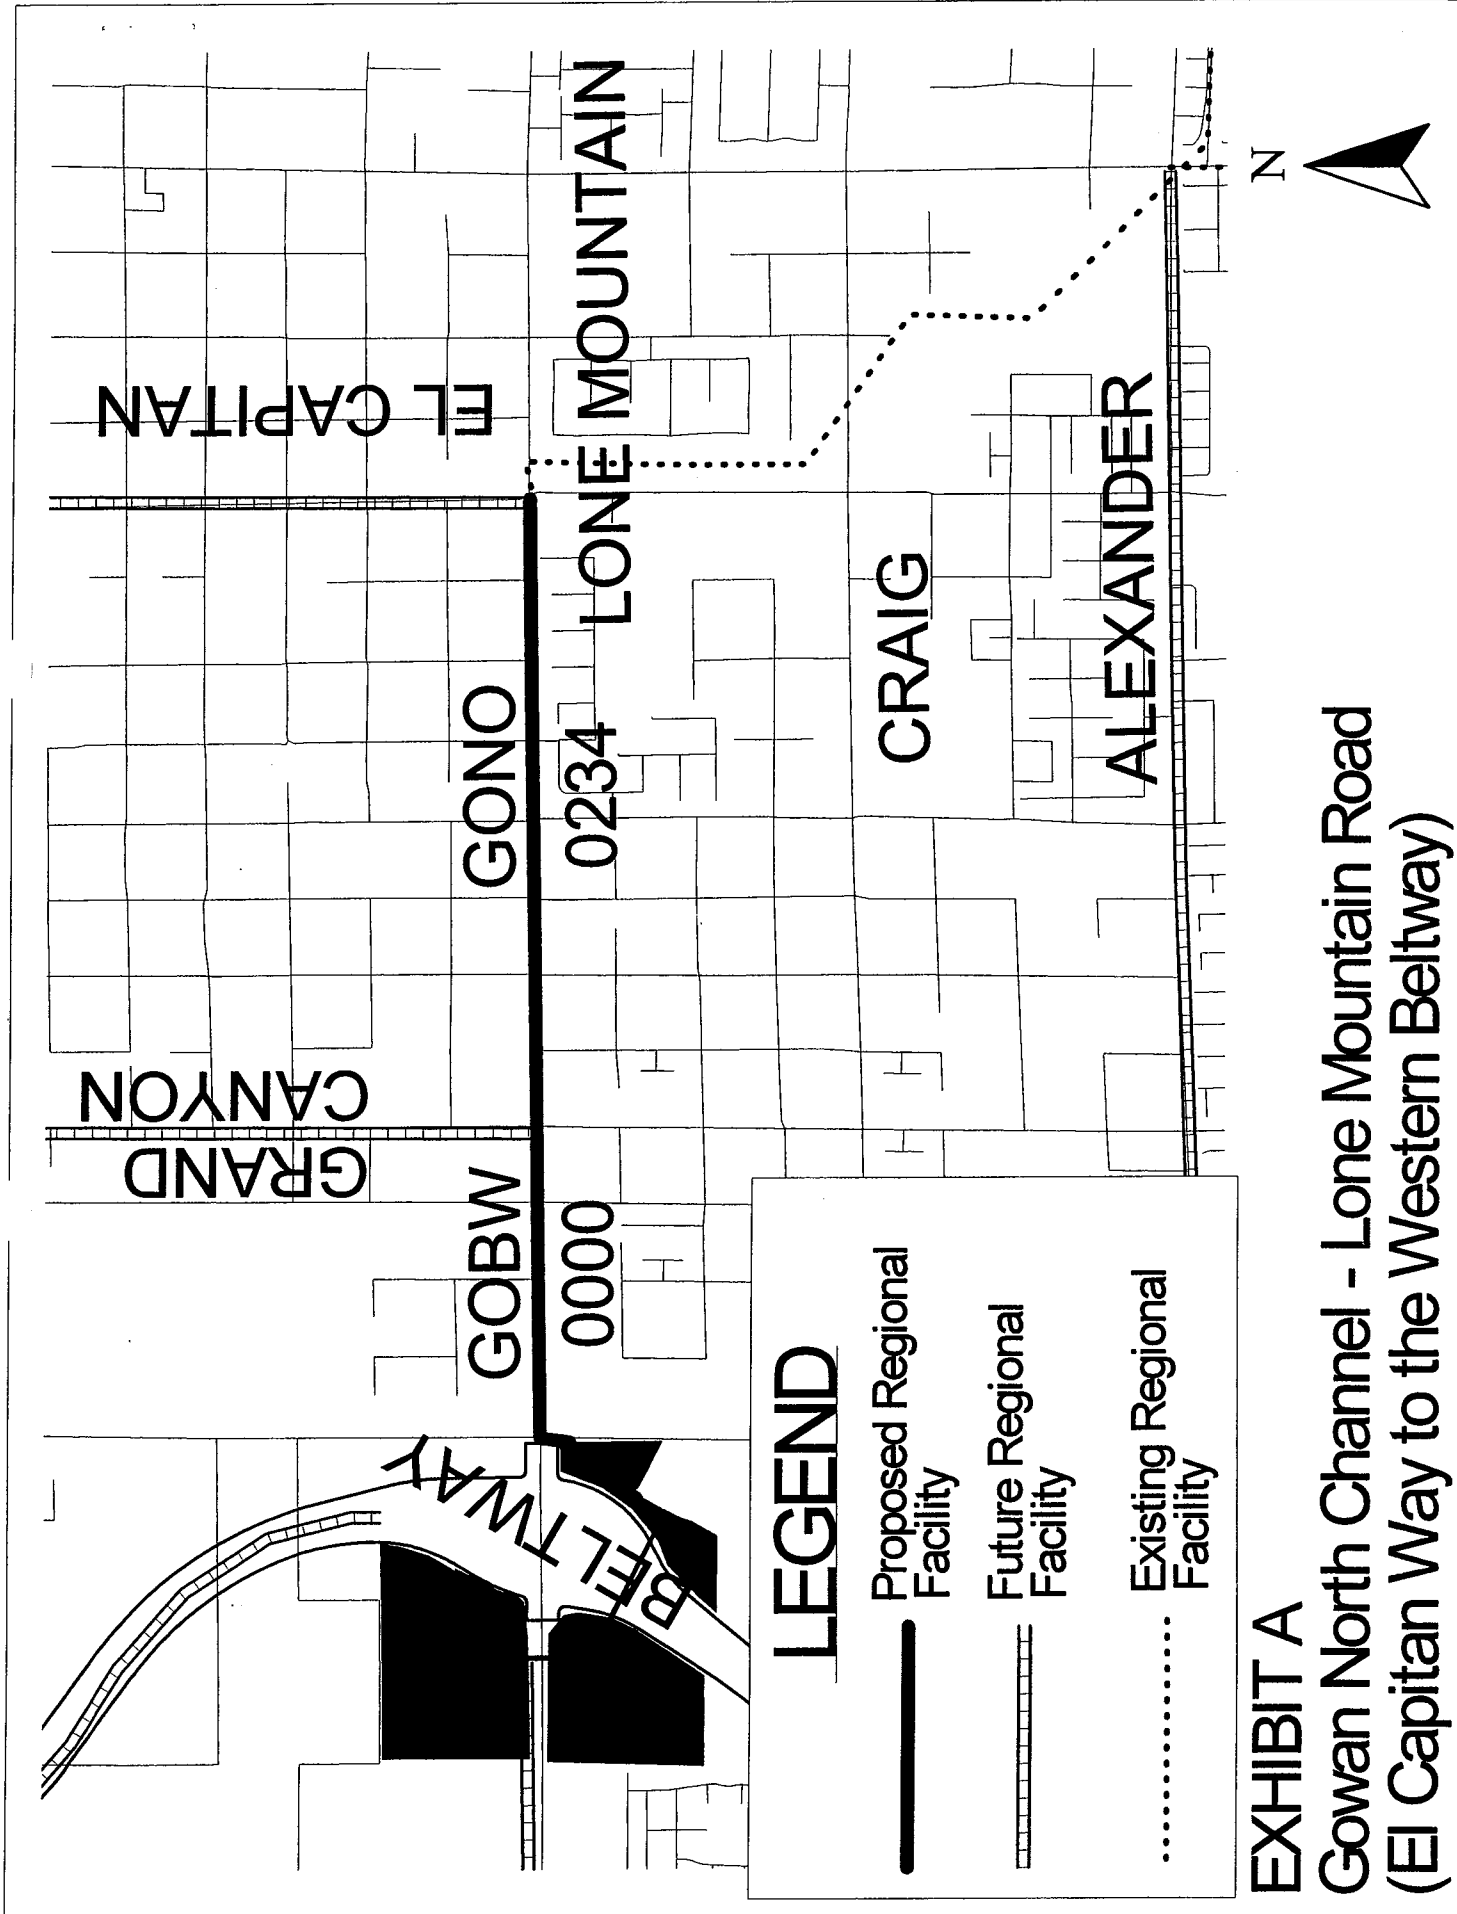 EL CAPITAN
LONE MOUNTAIN
GONO
0234
GRAND
CANYON
GOBW
0000
CRAIG
ALEXANDER
BELTWAY
N
LEGEND
Proposed Regional
Facility
Future Regional
Facility
Existing Regional
Facility
EXHIBIT A
Gowan North Channel - Lone Mountain Road
(El Capitan Way to the Western Beltway)